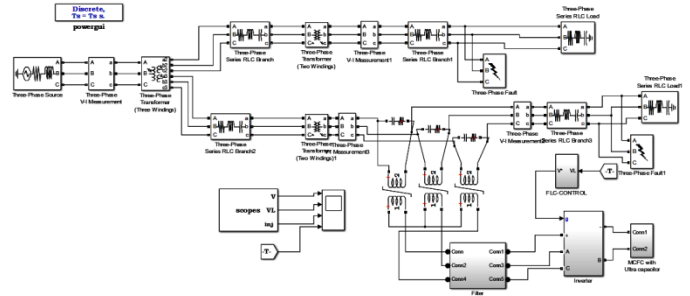 Discrete,
Ts = Ts s.
powergui
Three-Phase Source
Three-Phase
V-I Measurement
Three-Phase
Transformer
(Three Windings)
Three-Phase
Series RLC Branch
Three-Phase
Transformer
(Two Windings)
Three-Phase
V-I Measurement1
Three-Phase
Series RLC Branch1
Three-Phase Fault
Three-Phase
Series RLC Load
Three-Phase
Series RLC Branch2
Three-Phase
Transformer
(Two Windings)1
Three-Phase
Measurement3
Three-Phase
V-I Measurement2
Three-Phase
Series RLC Branch3
Three-Phase
Series RLC Load1
Three-Phase Fault1
V*
VL
-T-
FLC-CONTROL
scopes
V
VL
inj
-T-
Conn
Conn2
Conn4
Conn1
Conn3
Conn5
Filter
g
+
A
C
-
B
Inverter
Conn1
Conn2
MCFC with
Ultra capacitor